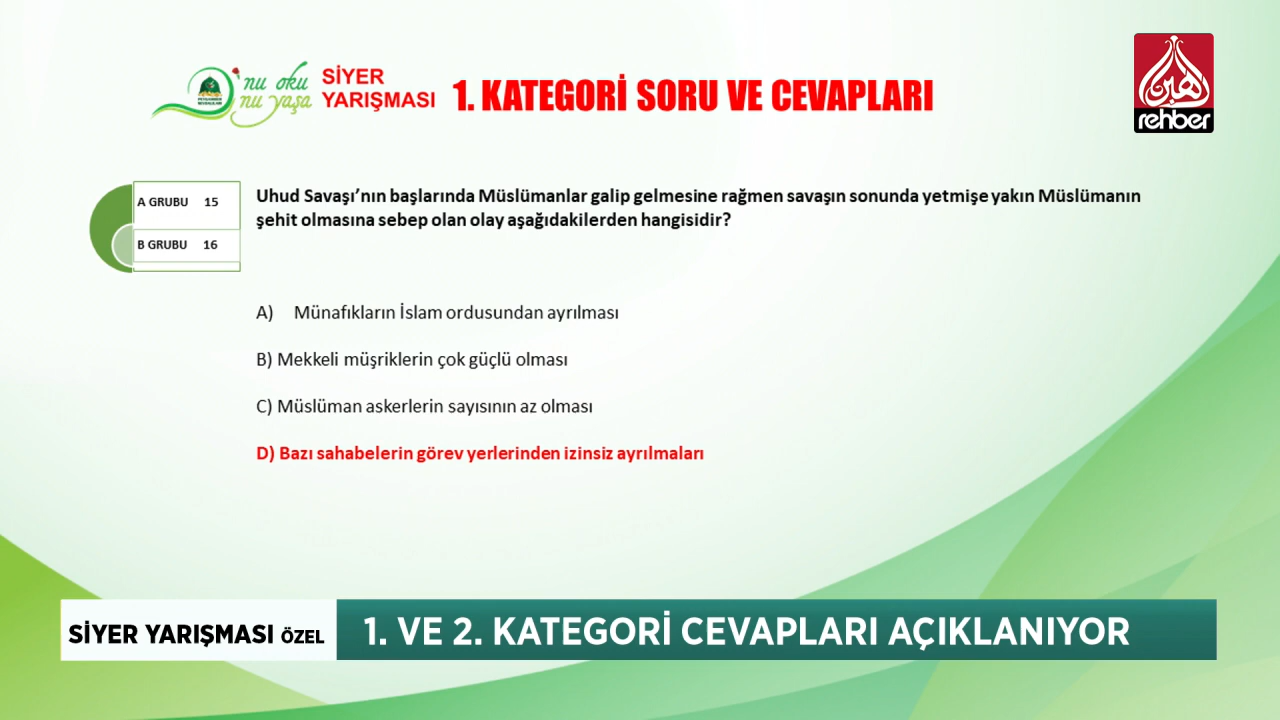 O'nu oku
O'nu yaşa
SİYER
YARIŞMASI
1. KATEGORİ SORU VE CEVAPLARI
rehber
A GRUBU 15
B GRUBU 16
Uhud Savaşı’nın başlarında Müslümanlar galip gelmesine rağmen savaşın sonunda yetmişe yakın Müslümanın
şehit olmasına sebep olan olay aşağıdakilerden hangisidir?
A) Münafıkların İslam ordusundan ayrılması
B) Mekkeli müşriklerin çok güçlü olması
C) Müslüman askerlerin sayısının az olması
D) Bazı sahabelerin görev yerlerinden izinsiz ayrılmaları
SİYER YARIŞMASI ÖZEL
1. VE 2. KATEGORİ CEVAPLARI AÇIKLANIYOR